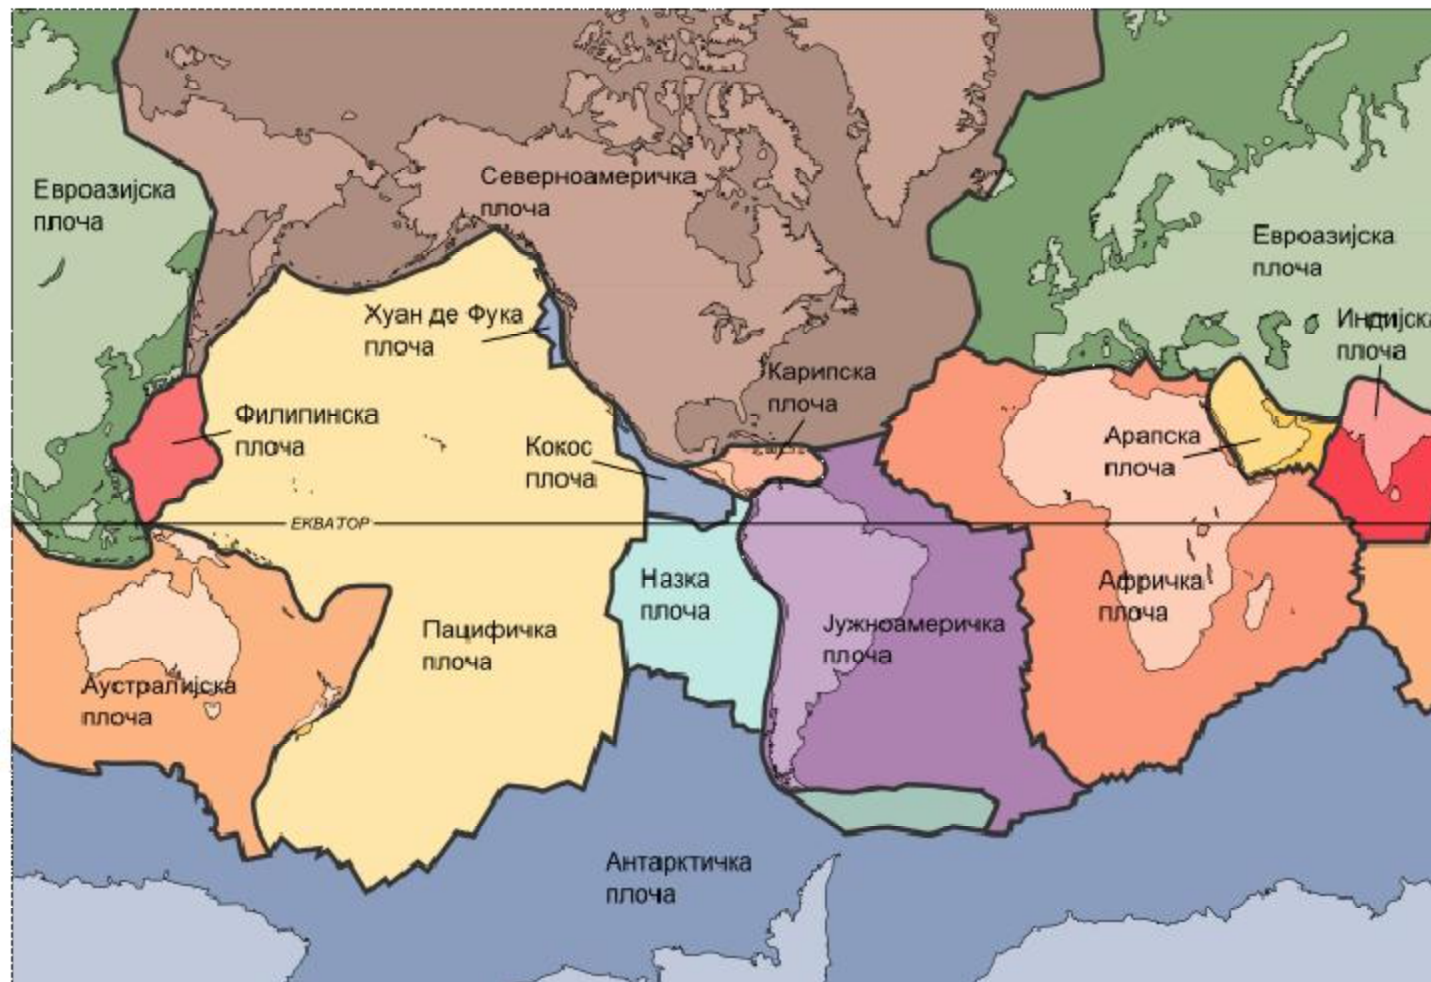 Евроазијска
плоча
Северноамеричка
плоча
Евроазијска
плоча
Хуан де Фука
плоча
Индијска
плоча
Карипска
плоча
Филипинска
плоча
Кокос
плоча
Арапска
плоча
ЕКВАТОР
Назка
плоча
Афричка
плоча
Пацифичка
плоча
Јужноамеричка
плоча
Аустралијска
плоча
Антарктичка
плоча